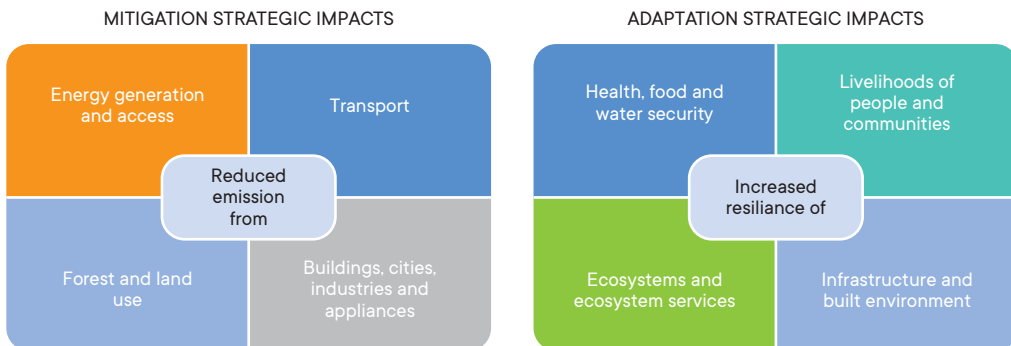 MITIGATION STRATEGIC IMPACTS
Energy generation
and access
Transport
Reduced
emission
from
Forest and land
use
Buildings, cities,
industries and
appliances
ADAPTATION STRATEGIC IMPACTS
Health, food and
water security
Livelihoods of
people and
communities
Increased
resiliance of
Ecosystems and
ecosystem services
Infrastructure and
built environment